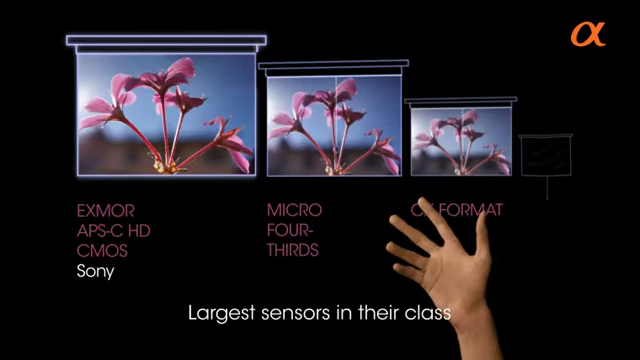 α
EXMOR
APS-C HD
CMOS
Sony
MICRO
FOUR-
THIRDS
FORMAT
Largest sensors in their class